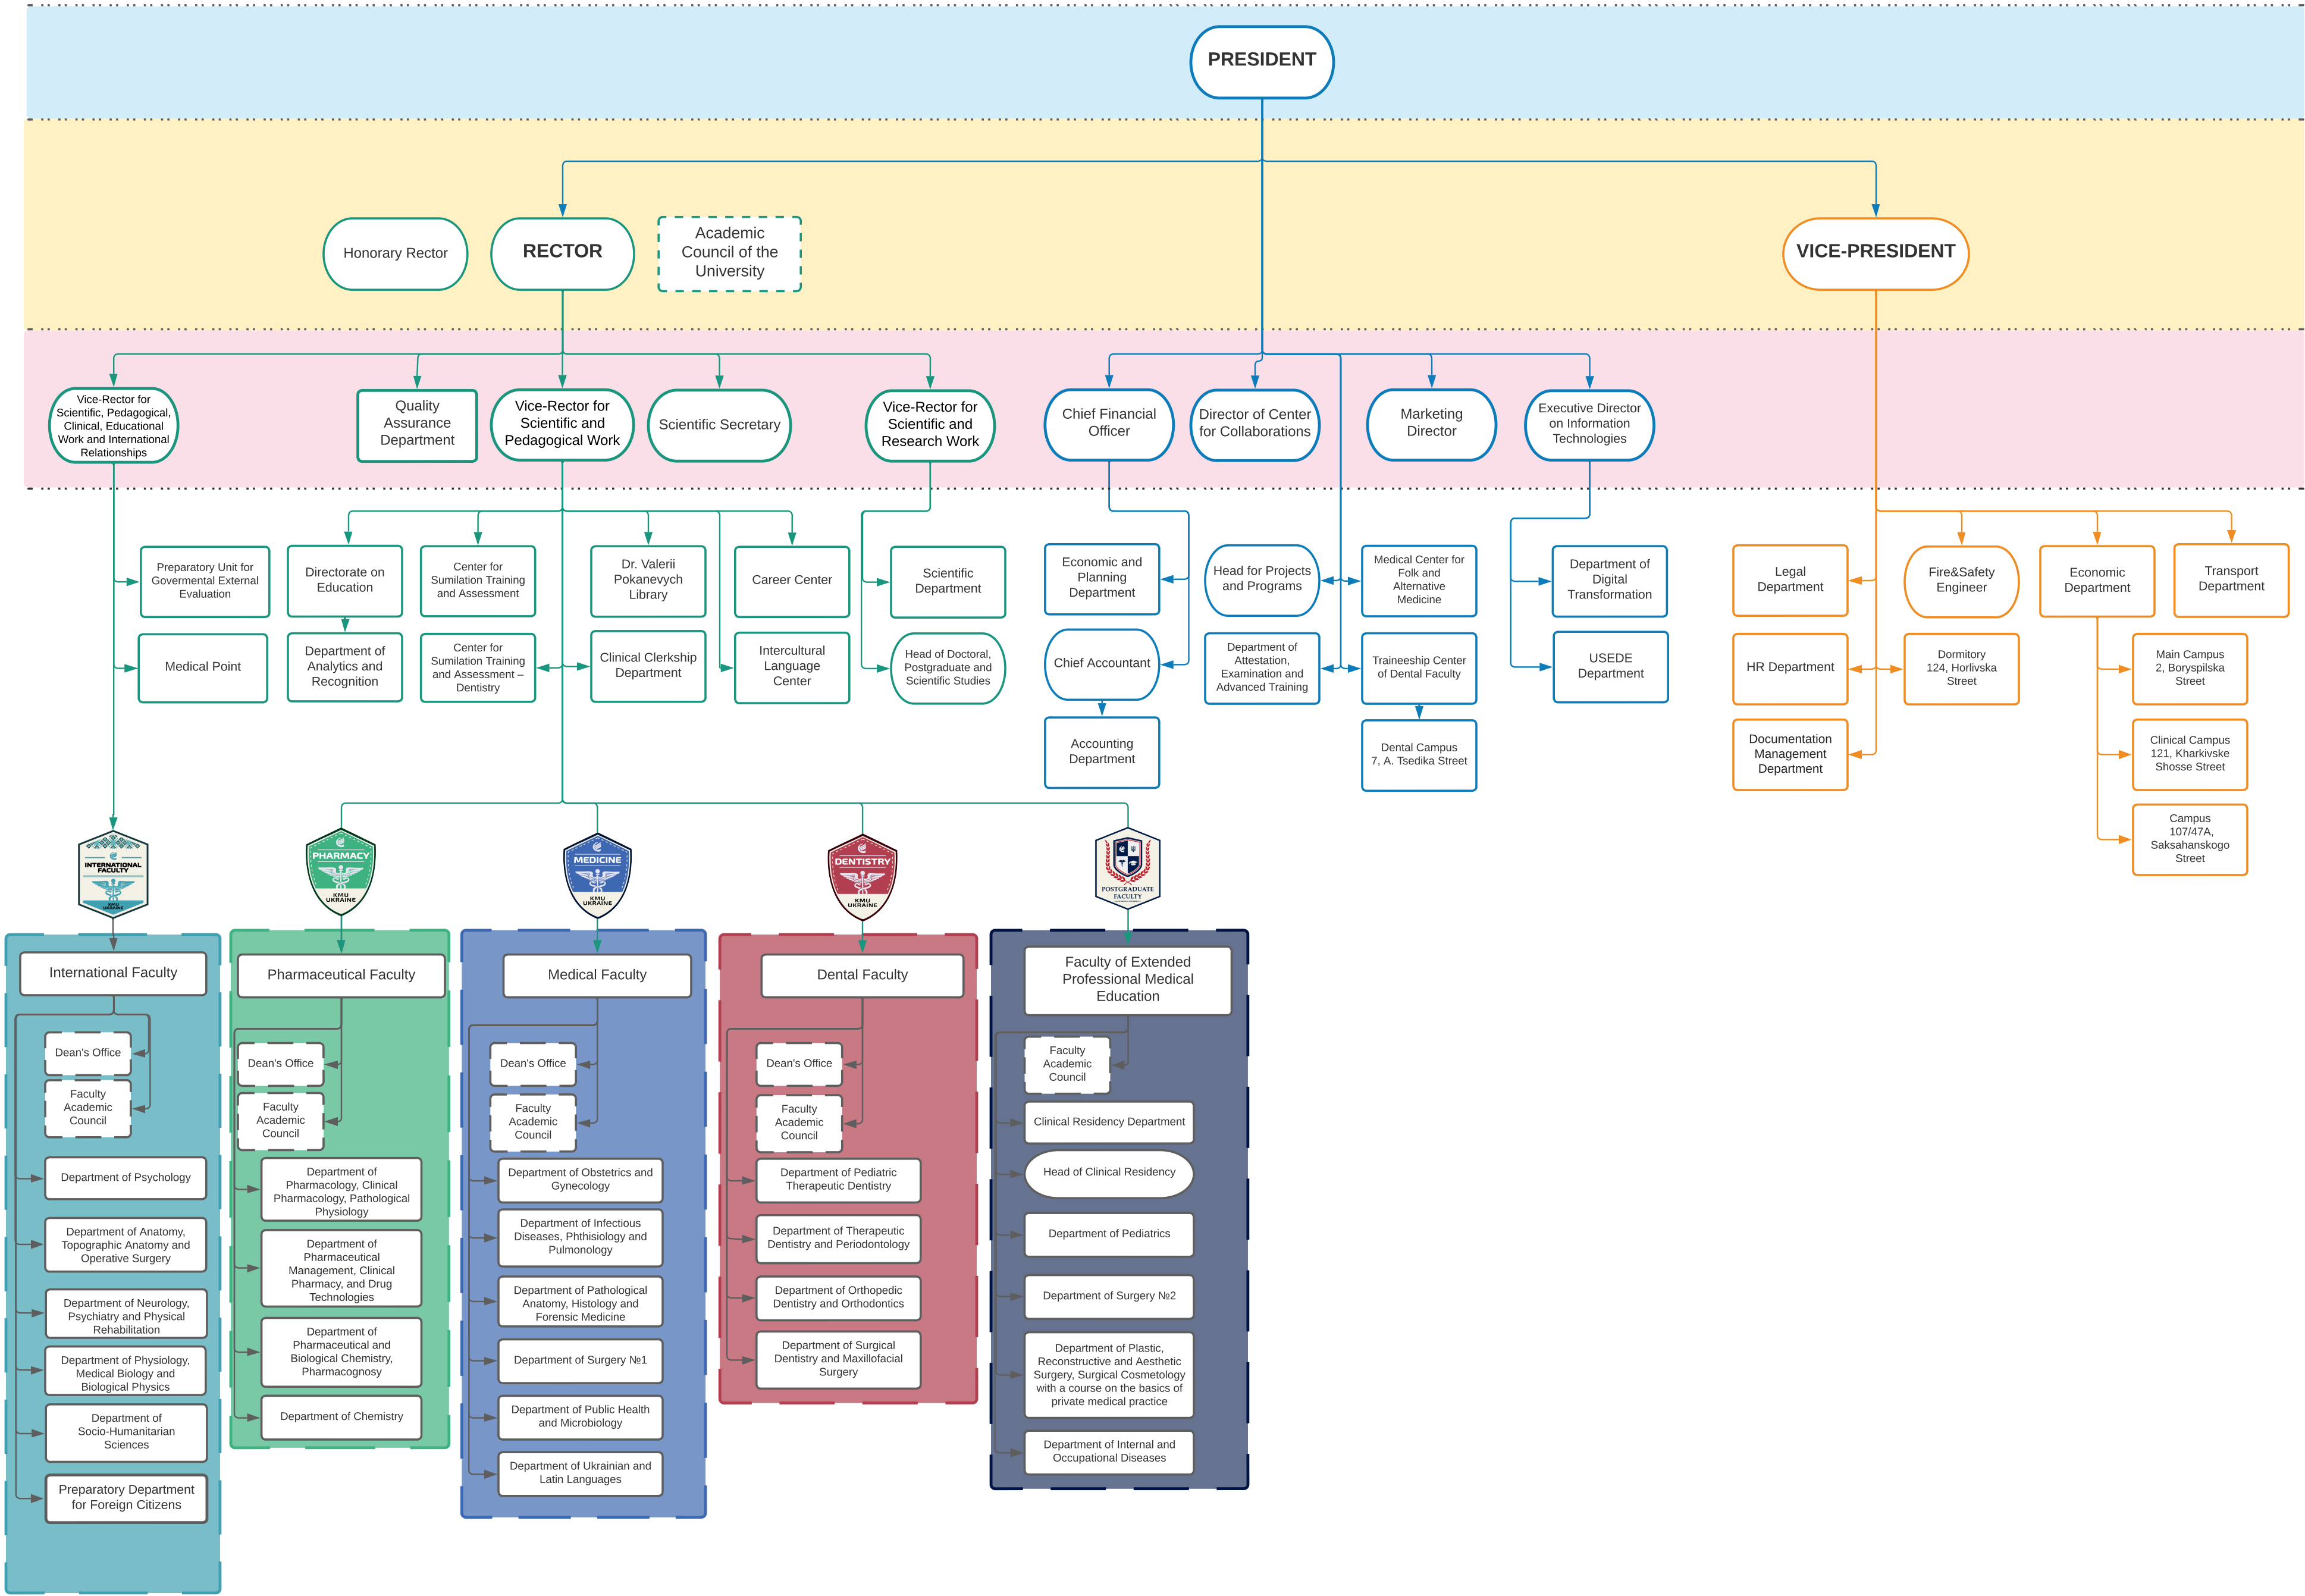 PRESIDENT
Honorary Rector
RECTOR
Academic
Council of the
University
VICE-PRESIDENT
Vice-Rector for
Scientific, Pedagogical,
Clinical, Educational
Work and International
Relationships
Quality
Assurance
Department
Vice-Rector for
Scientific and
Pedagogical Work
Scientific Secretary
Vice-Rector for
Scientific and
Research Work
Chief Financial
Officer
Director of Center
for Collaborations
Marketing
Director
Executive Director
on Information
Technologies
Preparatory Unit for
Govermental External
Evaluation
Directorate on
Education
Center for
Sumilation Training
and Assessment
Dr. Valerii
Pokanevych
Library
Career Center
Scientific
Department
Economic and
Planning
Department
Head for Projects
and Programs
Medical Center for
Folk and
Alternative
Medicine
Department of
Digital
Transformation
Legal
Department
Fire&Safety
Engineer
Economic
Department
Transport
Department
Medical Point
Department of
Analytics and
Recognition
Center for
Sumilation Training
and Assessment –
Dentistry
Clinical Clerkship
Department
Intercultural
Language
Center
Head of Doctoral,
Postgraduate and
Scientific Studies
Chief Accountant
Department of
Attestation,
Examination and
Advanced Training
Traineeship Center
of Dental Faculty
USEDE
Department
HR Department
Dormitory
124, Horlivska
Street
Main Campus
2, Boryspilska
Street
Accounting
Department
Dental Campus
7, A. Tsedika Street
Documentation
Management
Department
Clinical Campus
121, Kharkivske
Shosse Street
Campus
107/47A,
Saksahanskogo
Street
INTERNATIONAL
FACULTY
KMU
UKRAINE
PHARMACY
KMU
UKRAINE
MEDICINE
KMU
UKRAINE
DENTISTRY
KMU
UKRAINE
POSTGRADUATE
FACULTY
International Faculty
Dean's Office
Faculty
Academic
Council
Department of Psychology
Department of Anatomy,
Topographic Anatomy and
Operative Surgery
Department of Neurology,
Psychiatry and Physical
Rehabilitation
Department of Physiology,
Medical Biology and
Biological Physics
Department of
Socio-Humanitarian
Sciences
Preparatory Department
for Foreign Citizens
Pharmaceutical Faculty
Dean's Office
Faculty
Academic
Council
Department of
Pharmacology, Clinical
Pharmacology, Pathological
Physiology
Department of
Pharmaceutical
Management, Clinical
Pharmacy, and Drug
Technologies
Department of
Pharmaceutical and
Biological Chemistry,
Pharmacognosy
Department of Chemistry
Medical Faculty
Dean's Office
Faculty
Academic
Council
Department of Obstetrics and
Gynecology
Department of Infectious
Diseases, Phthisiology and
Pulmonology
Department of Pathological
Anatomy, Histology and
Forensic Medicine
Department of Surgery №1
Department of Public Health
and Microbiology
Department of Ukrainian and
Latin Languages
Dental Faculty
Dean's Office
Faculty
Academic
Council
Department of Pediatric
Therapeutic Dentistry
Department of Therapeutic
Dentistry and Periodontology
Department of Orthopedic
Dentistry and Orthodontics
Department of Surgical
Dentistry and Maxillofacial
Surgery
Faculty of Extended
Professional Medical
Education
Faculty
Academic
Council
Clinical Residency Department
Head of Clinical Residency
Department of Pediatrics
Department of Surgery №2
Department of Plastic,
Reconstructive and Aesthetic
Surgery, Surgical Cosmetology
with a course on the basics of
private medical practice
Department of Internal and
Occupational Diseases